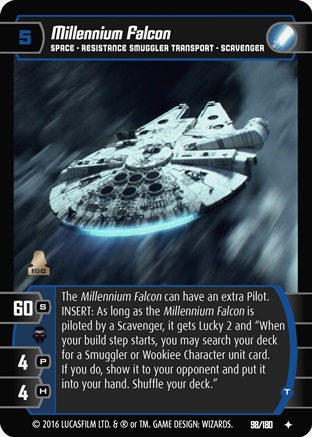 5
Millennium Falcon
SPACE - RESISTANCE SMUGGLER TRANSPORT - SCAVENGER
60 S
4 P
4 H
The Millennium Falcon can have an extra Pilot.
INSERT: As long as the Millennium Falcon is
piloted by a Scavenger, it gets Lucky 2 and “When
your build step starts, you may search your deck
for a Smuggler or Wookiee Character unit card.
If you do, show it to your opponent and put it
into your hand. Shuffle your deck.”
T
© 2016 LUCASFILM LTD. & ® or TM. GAME DESIGN: WIZARDS.
98/180